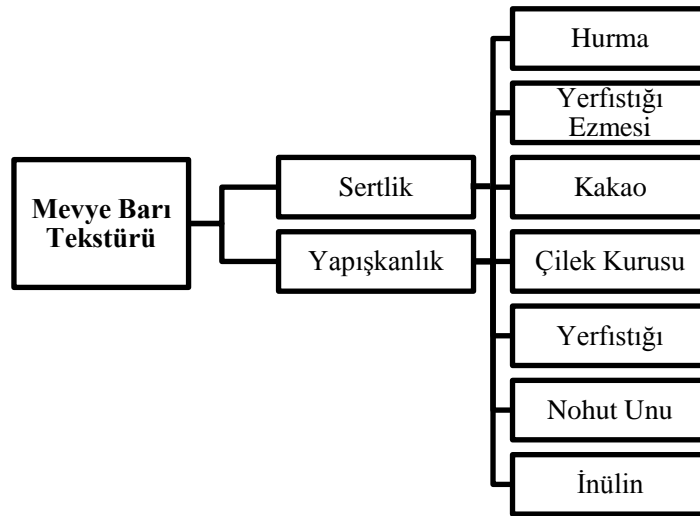 Mevye Barı
Tekstürü
Sertlik
Yapışkanlık
Hurma
Yerfıstığı
Ezmesi
Kakao
Çilek Kurusu
Yerfıstığı
Nohut Unu
İnülin